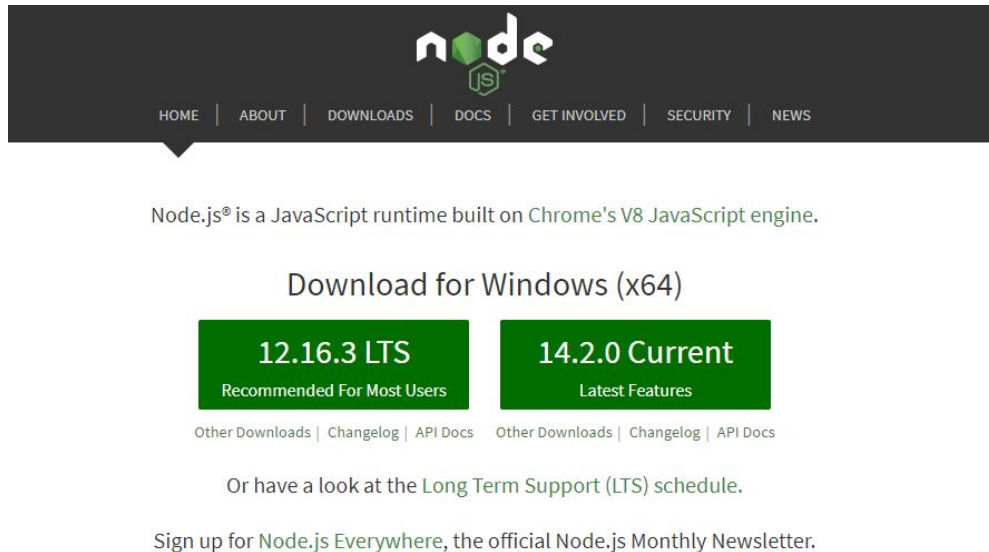 node
JS
HOME | ABOUT | DOWNLOADS | DOCS | GET INVOLVED | SECURITY | NEWS
Node.js® is a JavaScript runtime built on Chrome's V8 JavaScript engine.
Download for Windows (x64)
12.16.3 LTS
Recommended For Most Users
14.2.0 Current
Latest Features
Other Downloads | Changelog | API Docs
Other Downloads | Changelog | API Docs
Or have a look at the Long Term Support (LTS) schedule.
Sign up for Node.js Everywhere, the official Node.js Monthly Newsletter.